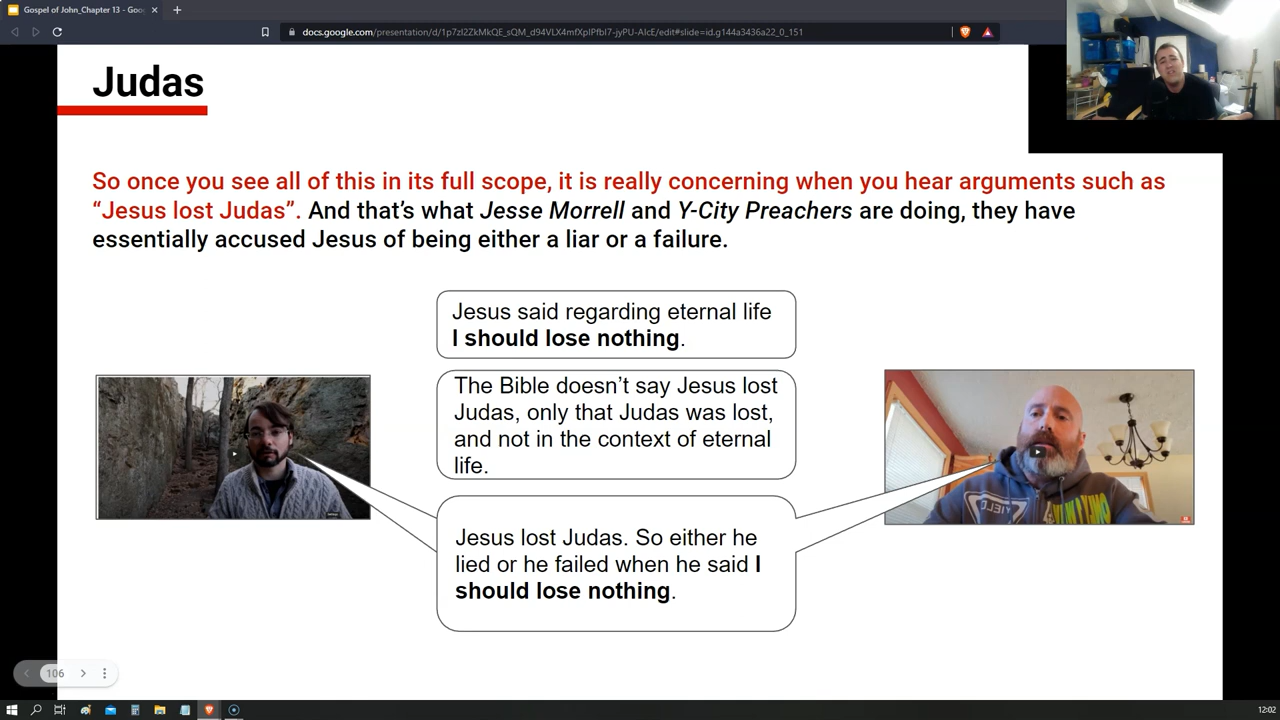 Gospel of John_Chapter 13 - Goo
docs.google.com/presentation/d/1p7zI2ZkMkQE_sQM_d94VLX4mfXpIPfbI7-jyPU-AlcE/edit#slide=id.g144a3436a22_0_151
Judas
So once you see all of this in its full scope, it is really concerning when you hear arguments such as
“Jesus lost Judas”. And that’s what Jesse Morrell and Y-City Preachers are doing, they have
essentially accused Jesus of being either a liar or a failure.
Jesus said regarding eternal life
I should lose nothing.
The Bible doesn’t say Jesus lost
Judas, only that Judas was lost,
and not in the context of eternal
life.
Jesus lost Judas. So either he
lied or he failed when he said I
should lose nothing.
106
12:02